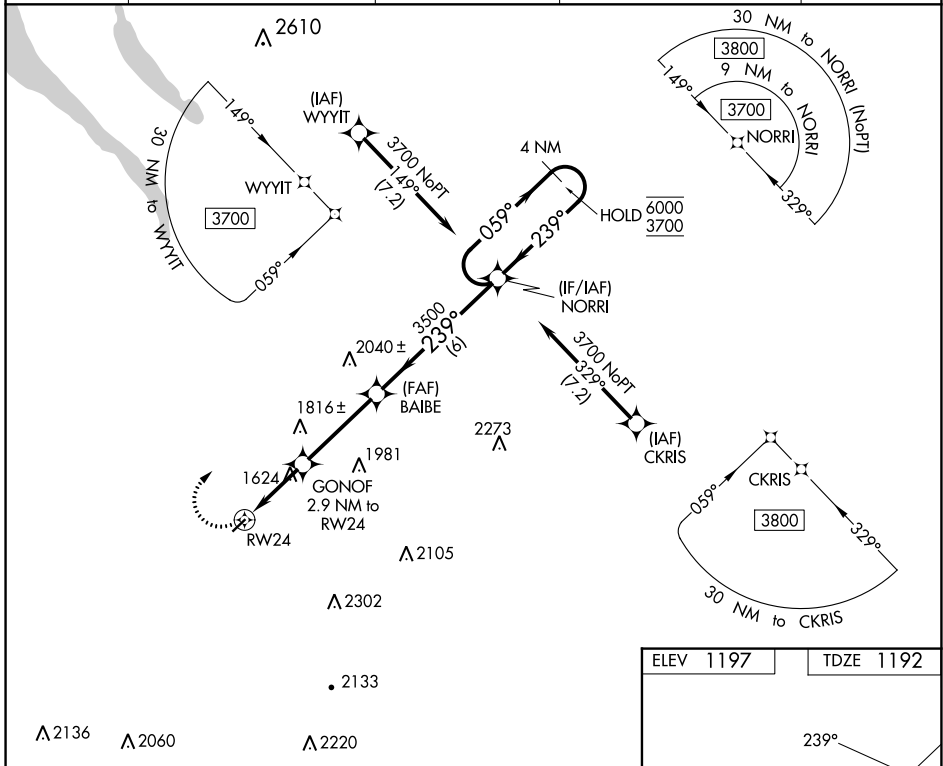 2610
(IAF)
WYYIT
3700 NoPT
149°
(7.2)
149°
WYYIT
3700
059°
30 NM to WYYIT
4 NM
059°
239°
HOLD 6000
3700
(IF/IAF)
NORRI
30 NM to NORRI (NoPT)
3800
9 NM to NORRI
3700
149°
NORRI
329°
3500
239°
(6)
2040 ±
(FAF)
BAIBE
3700 NoPT
329°
(7.2)
(IAF)
CKRIS
1816 ±
2273
1981
1624
GONOF
2.9 NM to
RW24
RW24
CKRIS
059°
3800
329°
30 NM to CKRIS
2105
2302
2133
2136
2060
2220
ELEV 1197
TDZE 1192
239°